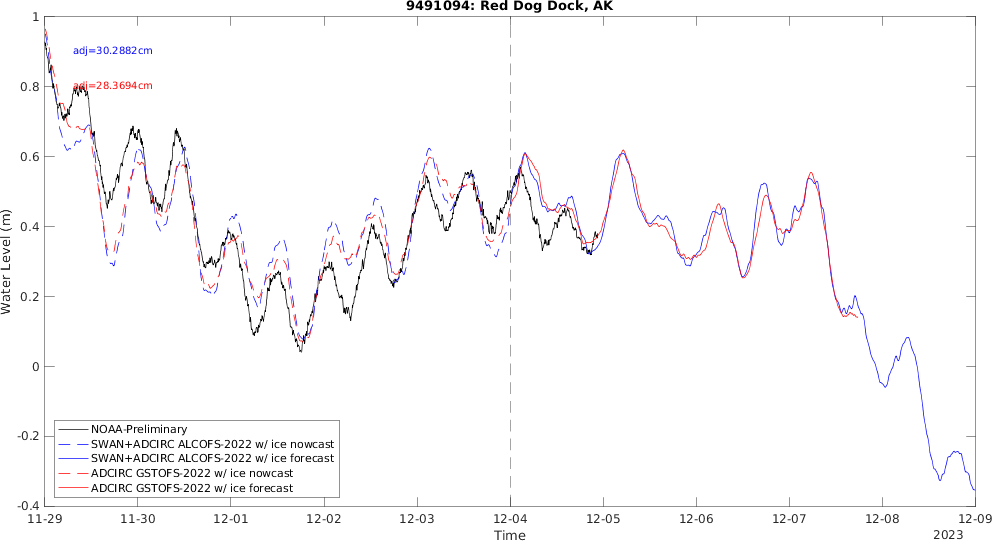 9491094: Red Dog Dock, AK
adj=30.2882cm
adj=28.3694cm
Water Level (m)
1
0.8
0.6
0.4
0.2
0
-0.2
-0.4
NOAA-Preliminary
SWAN+ADCIRC ALCOFS-2022 w/ ice nowcast
SWAN+ADCIRC ALCOFS-2022 w/ ice forecast
ADCIRC GSTOFS-2022 w/ ice nowcast
ADCIRC GSTOFS-2022 w/ ice forecast
11-29 11-30 12-01 12-02 12-03 12-04 12-05 12-06 12-07 12-08 12-09
Time
2023